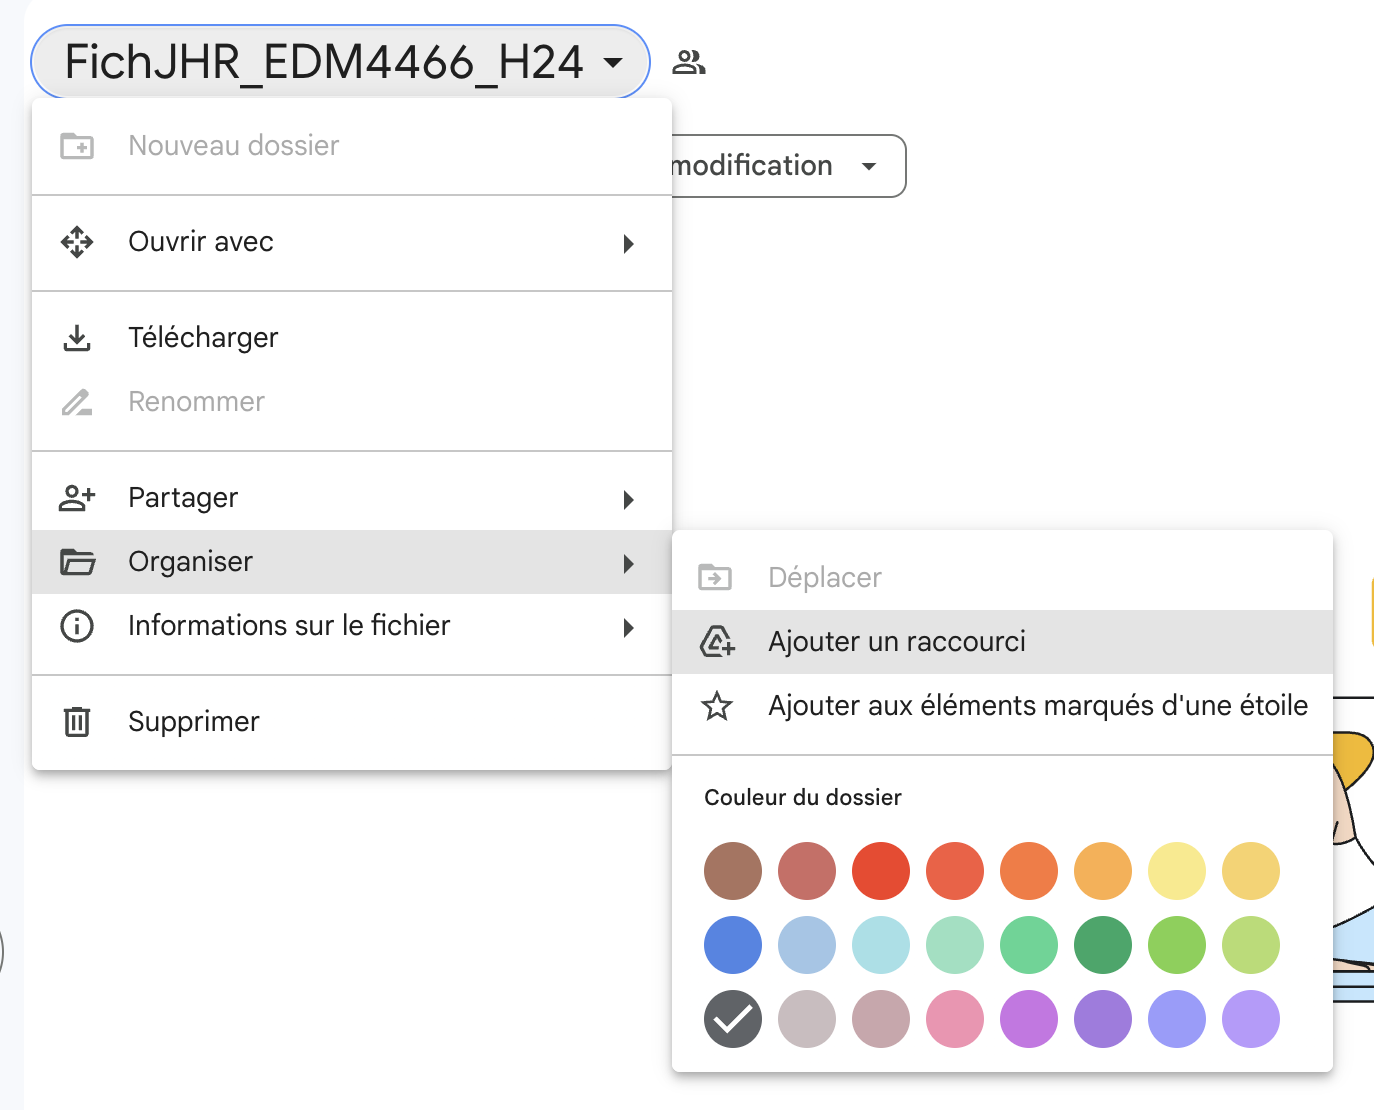 FichJHR_EDM4466_H24
modification
Nouveau dossier
Ouvrir avec
Télécharger
Renommer
Partager
Organiser
Informations sur le fichier
Supprimer
Déplacer
Ajouter un raccourci
Ajouter aux éléments marqués d'une étoile
Couleur du dossier